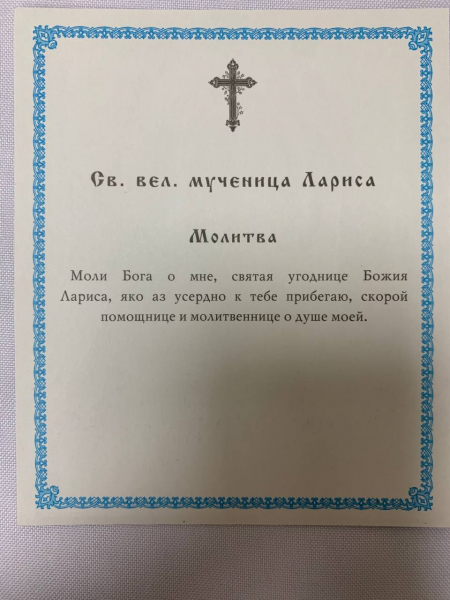 Св. вел. мученица Лариса
Молитва
Моли Бога о мне, святая угоднице Божия
Лариса, яко аз усердно к тебе прибегаю, скорой
помощнице и молитвеннице о душе моей.